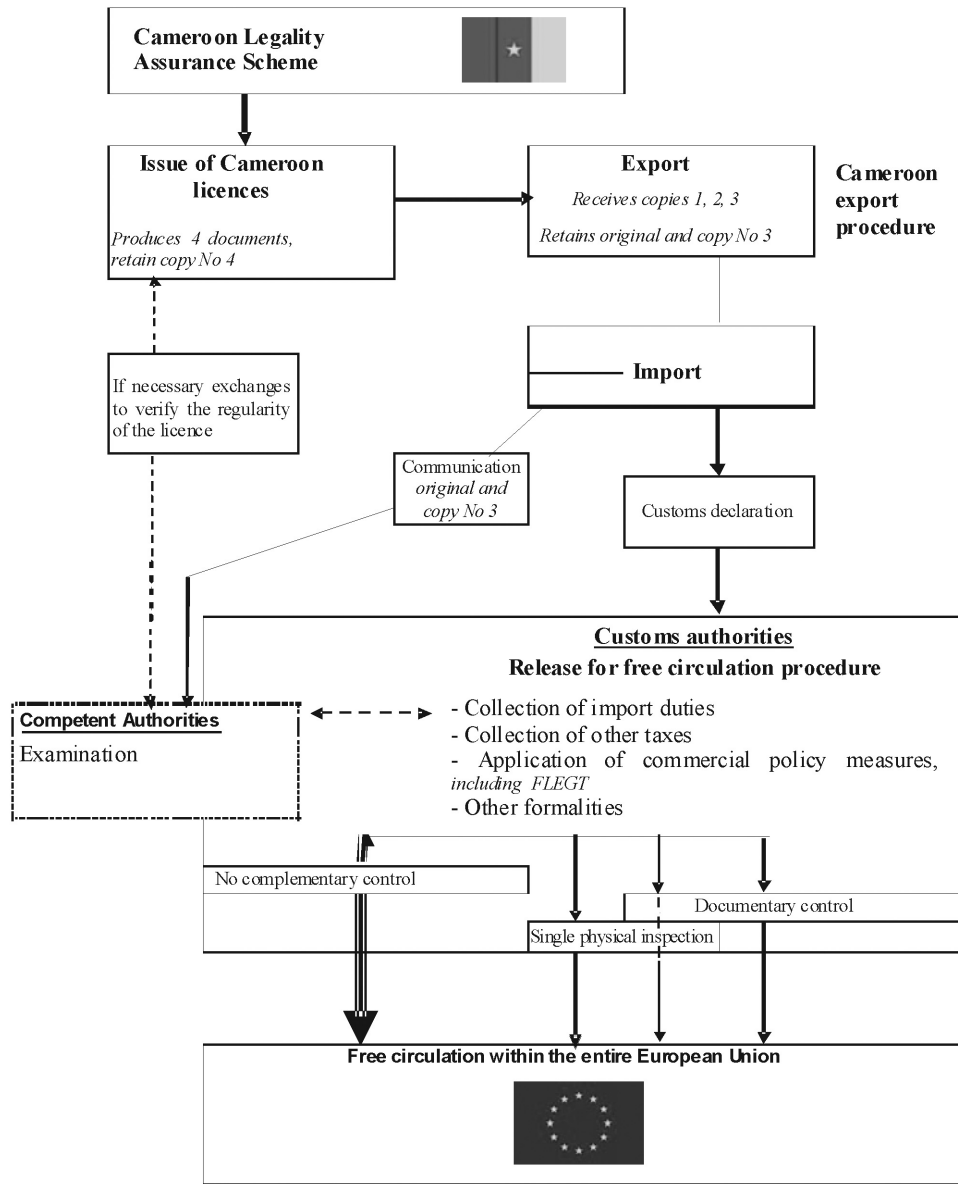 Cameroon Legality
Assurance Scheme
Issue of Cameroon
licences
Produces 4 documents,
retain copy No 4
Export
Receives copies 1, 2, 3
Retains original and copy No 3
Cameroon
export
procedure
If necessary exchanges
to verify the regularity
of the licence
Import
Communication
original and
copy No 3
Customs declaration
Customs authorities
Release for free circulation procedure
Competent Authorities
Examination
- Collection of import duties
- Collection of other taxes
- Application of commercial policy measures,
including FLEGT
- Other formalities
No complementary control
Documentary control
Single physical inspection
Free circulation within the entire European Union